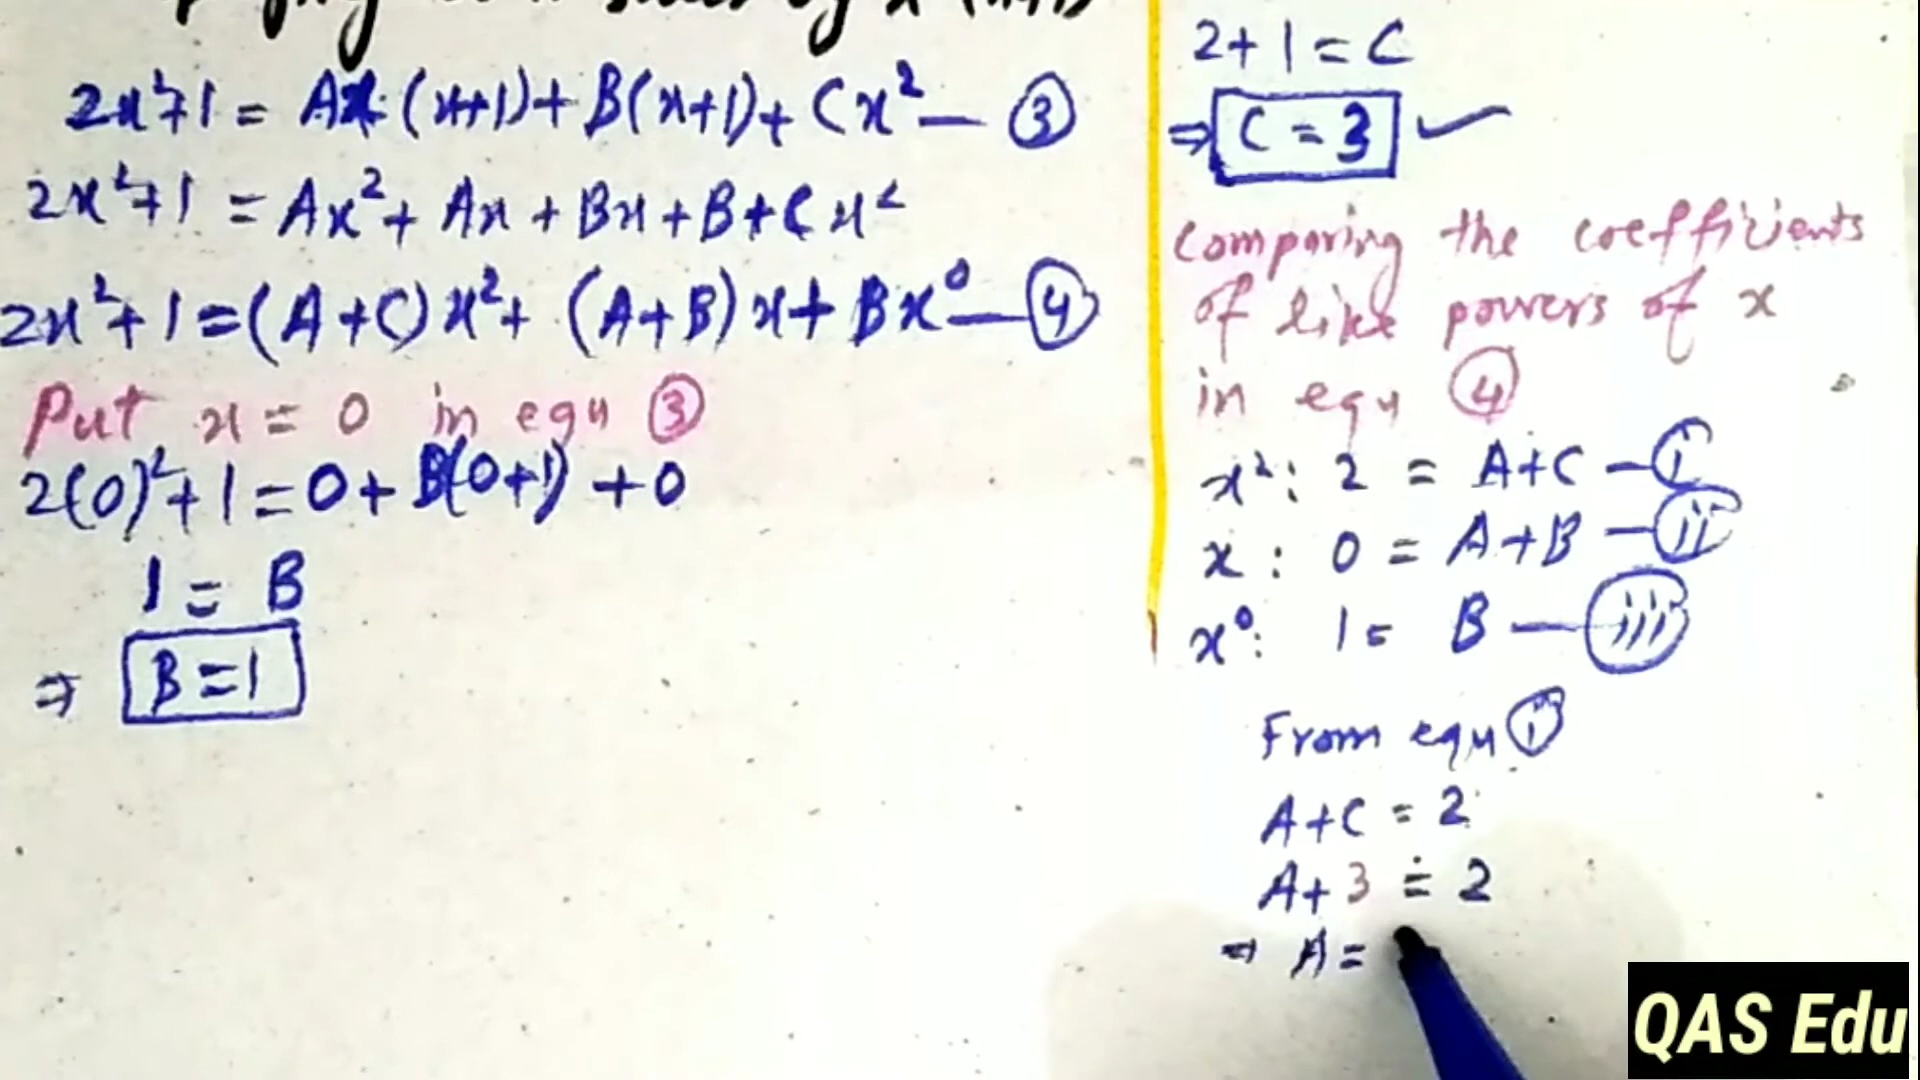 2x²+1 = Ax·(x+1)+B(x+1)+Cx² — ③
2x²+1 = Ax²+Ax+Bx+B+Cx²
2x²+1=(A+C)x²+(A+B)x+Bx⁰—④
Put x = 0 in equ ③
2(0)²+1=0+B(0+1)+0
1 = B
⇒ B=1
2+1=C
⇒ C=3 ✓
comparing the coefficients
of like powers of x
in equ ④
x²: 2 = A+C —ⓘ
x : 0 = A+B —(ii)
x⁰: 1 = B —(iii)
From equ ⓘ
A+C = 2
A+3 = 2
⇒ A =
QAS Edu